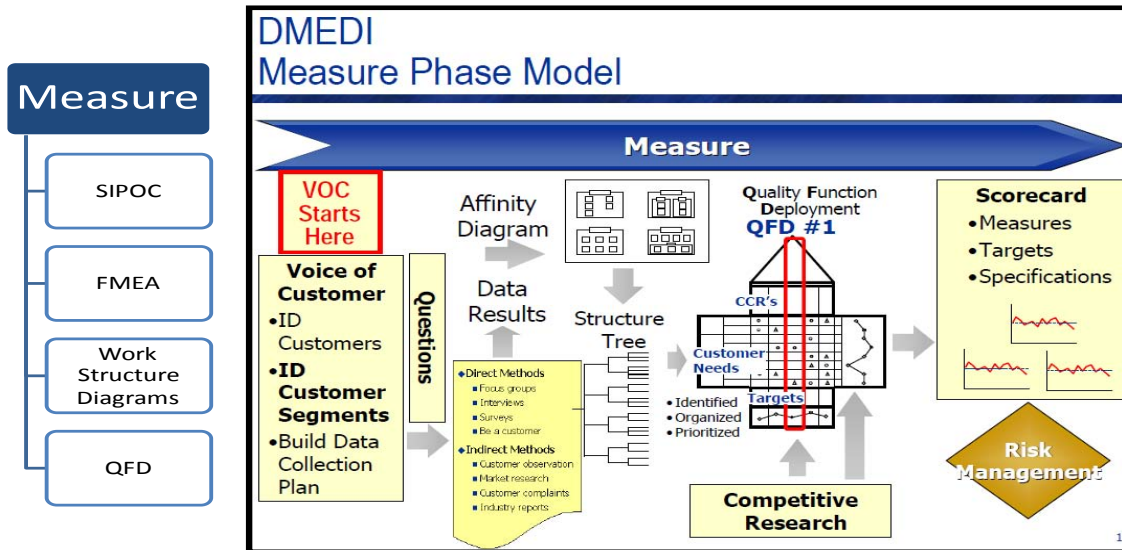 Measure
SIPOC
FMEA
Work
Structure
Diagrams
QFD
DMEDI
Measure Phase Model
Measure
VOC
Starts
Here
Voice of
Customer
•ID
Customers
•ID
Customer
Segments
•Build Data
Collection
Plan
Questions
Affinity
Diagram
Data
Results
◆Direct Methods
■ Focus groups
■ Interviews
■ Surveys
■ Be a customer
◆Indirect Methods
■ Customer observation
■ Market research
■ Customer complaints
■ Industry reports
Structure
Tree
Quality Function
Deployment
QFD #1
CCR's
Customer
Needs
Targets
• Identified
• Organized
• Prioritized
Competitive
Research
Scorecard
•Measures
•Targets
•Specifications
Risk
Management
1